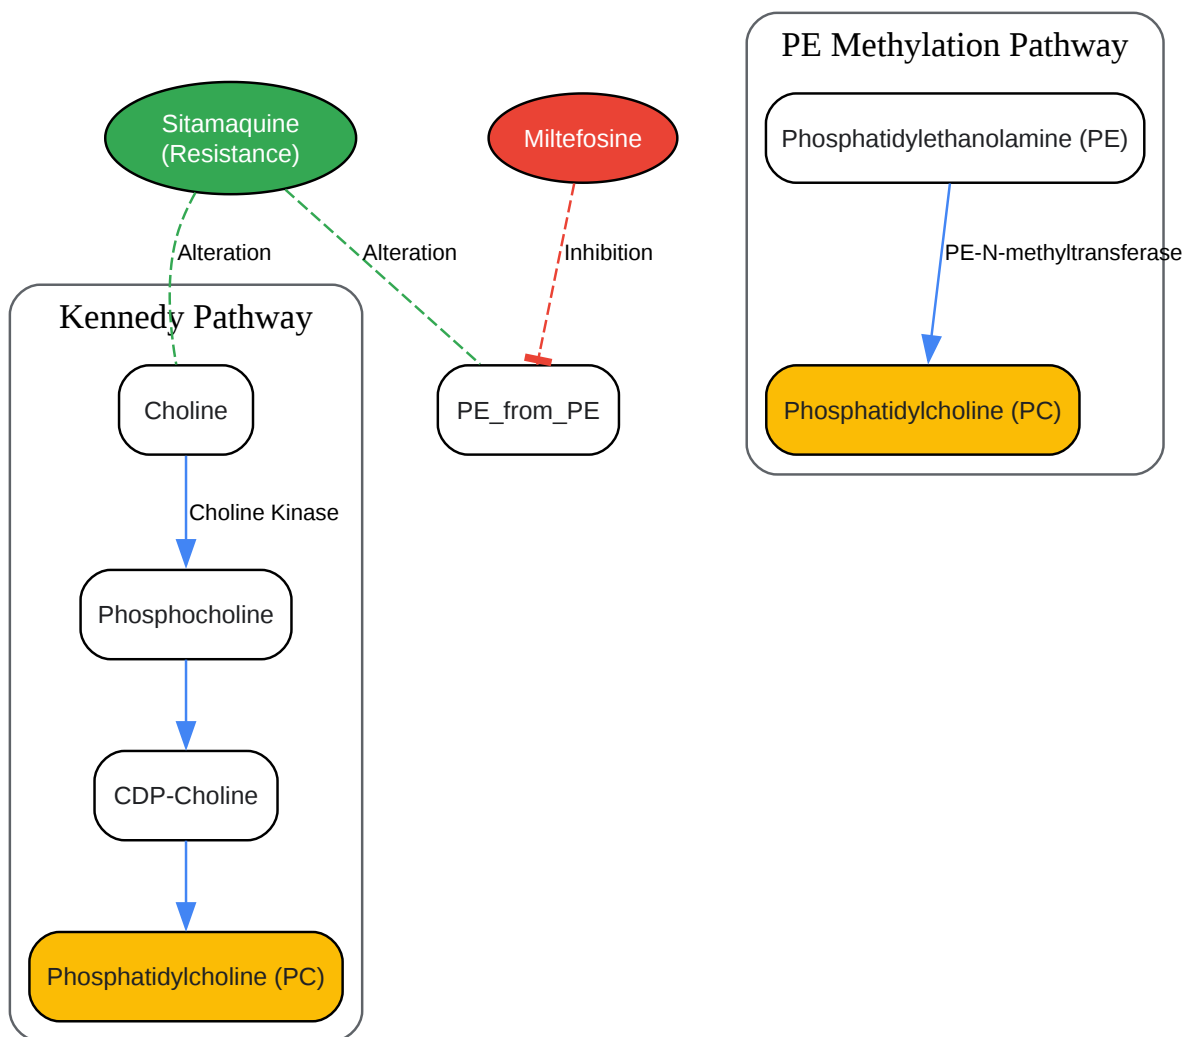 PE Methylation Pathway
Sitamaquine
(Resistance)
Miltefosine
Phosphatidylethanolamine (PE)
Alteration
Alteration
Inhibition
PE-N-methyltransferase
Kennedy Pathway
Choline
PE_from_PE
Phosphatidylcholine (PC)
Choline Kinase
Phosphocholine
CDP-Choline
Phosphatidylcholine (PC)